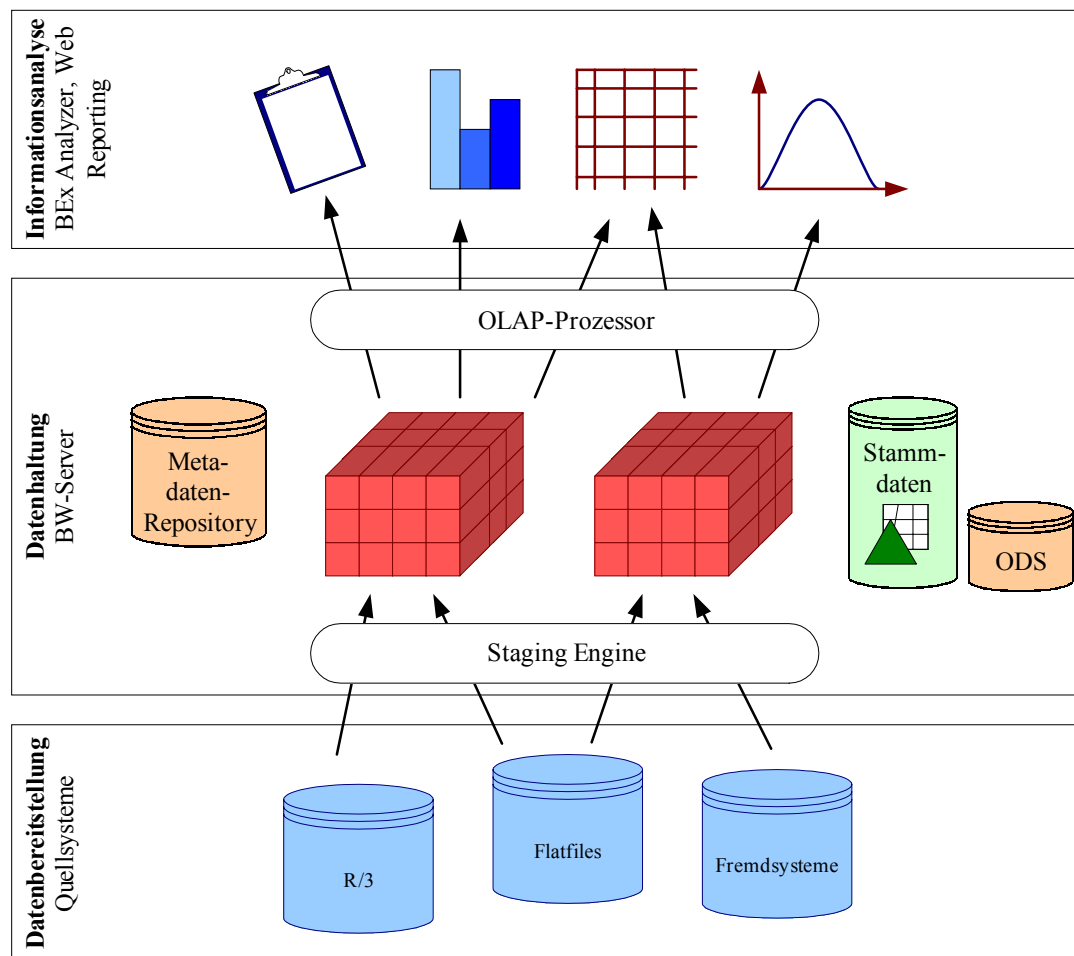 Informationsanalyse
BEx Analyzer, Web
Reporting
OLAP-Prozessor
Datenhaltung
BW-Server
Meta-
daten-
Repository
Stamm-
daten
ODS
Staging Engine
Datenbereitstellung
Quellsysteme
R/3
Flatfiles
Fremdsysteme